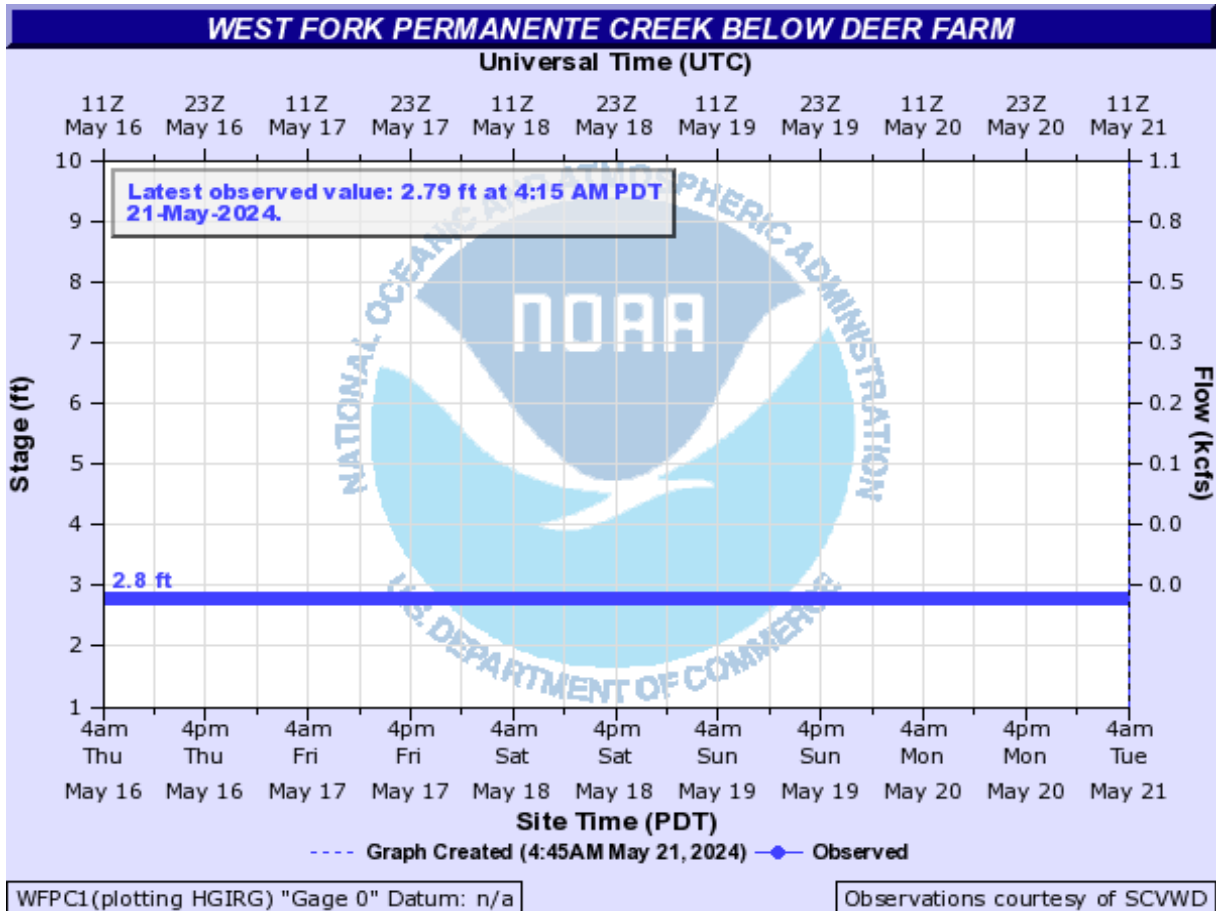 WEST FORK PERMANENTE CREEK BELOW DEER FARM
Universal Time (UTC)
11Z 23Z 11Z 23Z 11Z 23Z 11Z 23Z 11Z 23Z 11Z
May 16 May 16 May 17 May 17 May 18 May 18 May 19 May 19 May 20 May 20 May 21
Latest observed value: 2.79 ft at 4:15 AM PDT
21-May-2024.
Stage (ft)
10
9
8
7
6
5
4
3
2
1
2.8 ft
NATIONAL OCEANIC AND ATMOSPHERIC ADMINISTRATION
NOAA
U.S. DEPARTMENT OF COMMERCE
1.1
0.8
0.5
0.3
0.2
0.1
0.0
0.0
Flow (kcfs)
4am 4pm 4am 4pm 4am 4pm 4am 4pm 4am 4pm 4am
Thu Thu Fri Fri Sat Sat Sun Sun Mon Mon Tue
May 16 May 16 May 17 May 17 May 18 May 18 May 19 May 19 May 20 May 20 May 21
Site Time (PDT)
Graph Created (4:45AM May 21, 2024) Observed
WFPC1(plotting HGIRG) "Gage 0" Datum: n/a
Observations courtesy of SCVWD